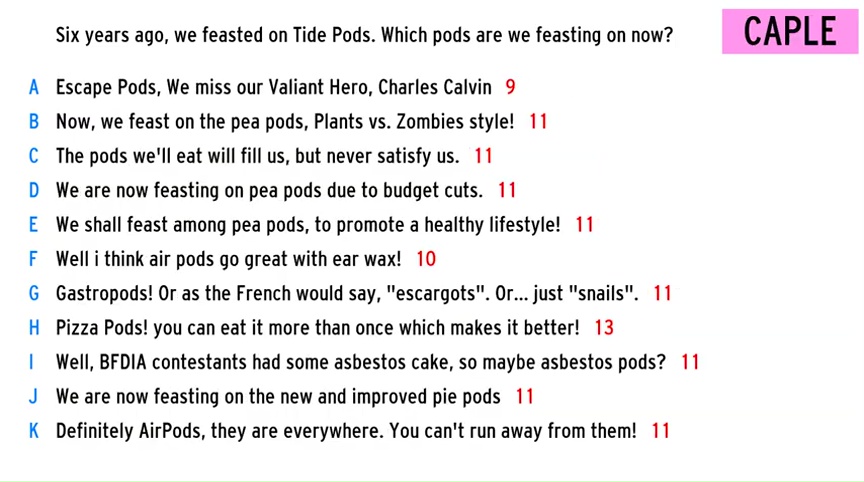 Six years ago, we feasted on Tide Pods. Which pods are we feasting on now?
CAPLE
A Escape Pods, We miss our Valiant Hero, Charles Calvin 9
B Now, we feast on the pea pods, Plants vs. Zombies style! 11
C The pods we'll eat will fill us, but never satisfy us. 11
D We are now feasting on pea pods due to budget cuts. 11
E We shall feast among pea pods, to promote a healthy lifestyle! 11
F Well i think air pods go great with ear wax! 10
G Gastropods! Or as the French would say, "escargots". Or... just "snails". 11
H Pizza Pods! you can eat it more than once which makes it better! 13
I Well, BFDIA contestants had some asbestos cake, so maybe asbestos pods? 11
J We are now feasting on the new and improved pie pods 11
K Definitely AirPods, they are everywhere. You can't run away from them! 11